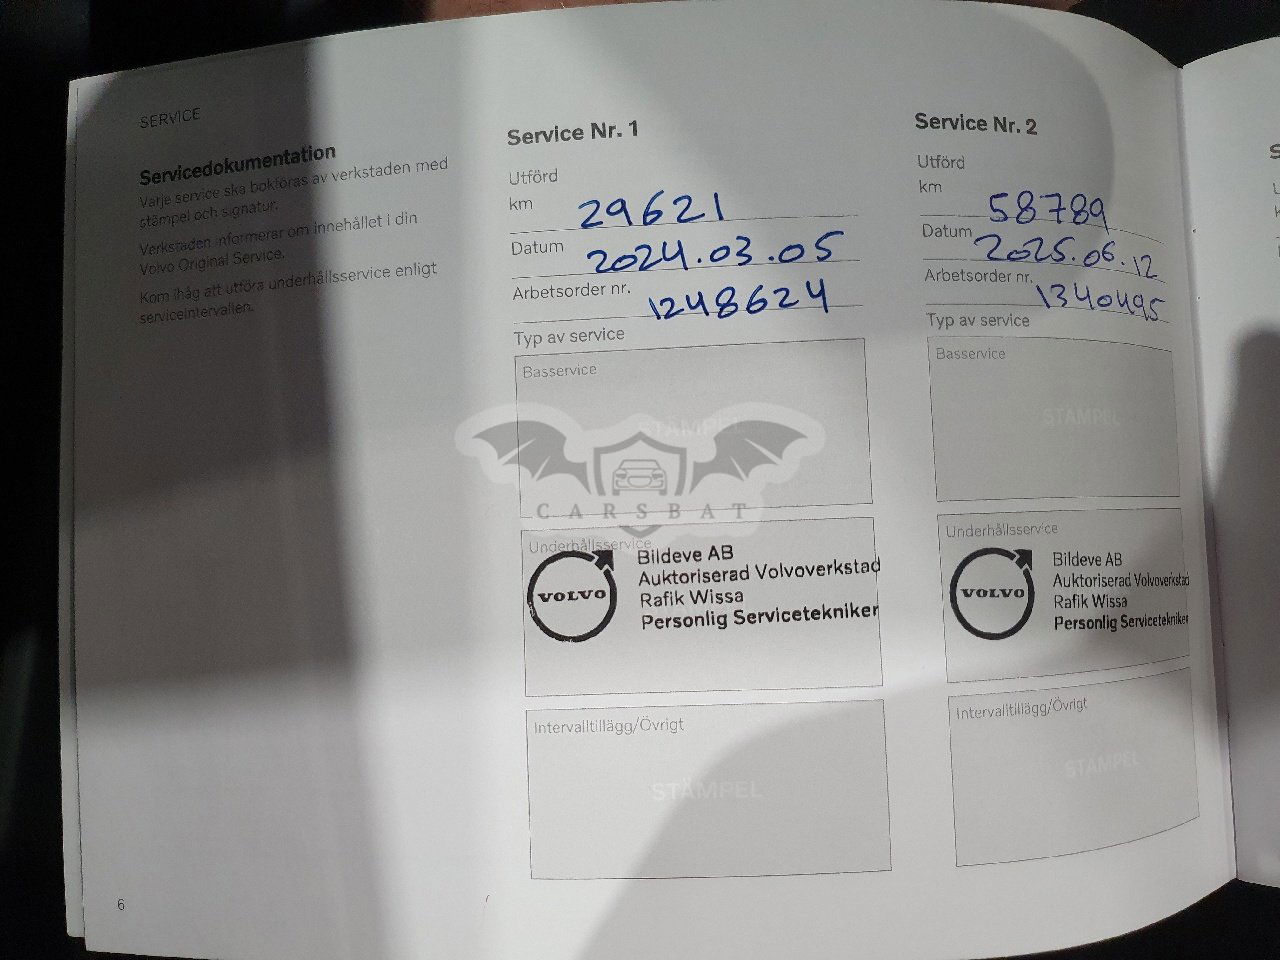 SERVICE
Servicedokumentation
Varje service ska bokföras av verkstaden med
stämpel och signatur.
Verkstaden informerar om innehållet i din
Volvo Original Service.
Kom ihåg att utföra underhållsservice enligt
serviceintervallen.
6
Service Nr. 1
Utförd
km 29621
Datum 2024.03.05
Arbetsorder nr. 1248624
Typ av service
Basservice
STÄMPEL
CARSBAT
Underhållsservice
VOLVO
Bildeve AB
Auktoriserad Volvoverkstad
Rafik Wissa
Personlig Servicetekniker
Intervalltillägg/Övrigt
STÄMPEL
Service Nr. 2
Utförd
km 58789
Datum 2025.06.12
Arbetsorder nr. 1340495
Typ av service
Basservice
STÄMPEL
Underhållsservice
VOLVO
Bildeve AB
Auktoriserad Volvoverkstad
Rafik Wissa
Personlig Servicetekniker
Intervalltillägg/Övrigt
STÄMPEL